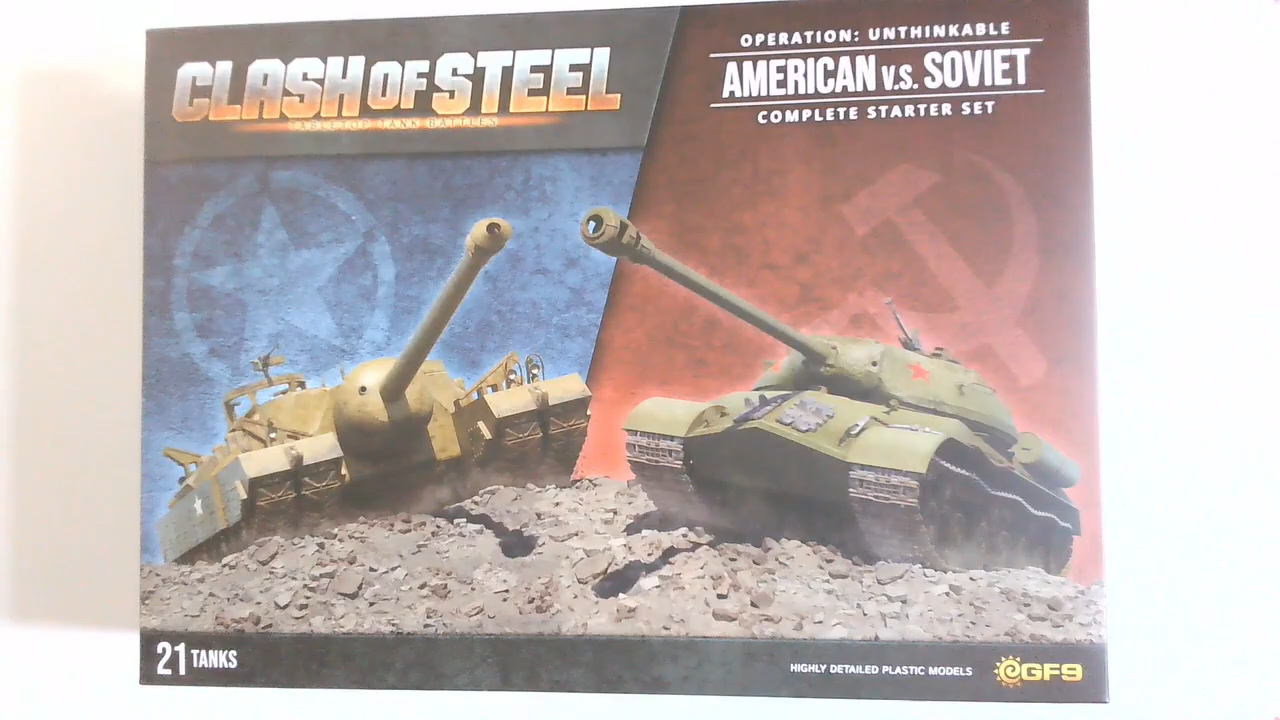 CLASH OF STEEL
TABLETOP TANK BATTLES
OPERATION: UNTHINKABLE
AMERICAN V.S. SOVIET
COMPLETE STARTER SET
21 TANKS
HIGHLY DETAILED PLASTIC MODELS
GF9